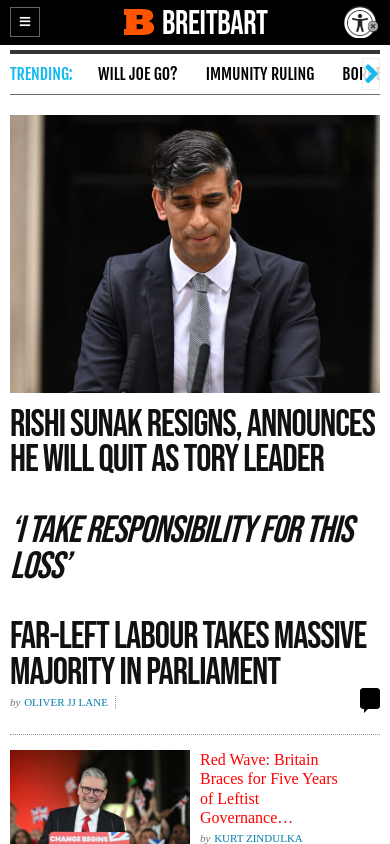 BREITBART
TRENDING: WILL JOE GO? IMMUNITY RULING
RISHI SUNAK RESIGNS, ANNOUNCES
HE WILL QUIT AS TORY LEADER
‘I TAKE RESPONSIBILITY FOR THIS
LOSS’
FAR-LEFT LABOUR TAKES MASSIVE
MAJORITY IN PARLIAMENT
by OLIVER JJ LANE
Red Wave: Britain
Braces for Five Years
of Leftist
Governance…
by KURT ZINDULKA
CHANGE BEGINS